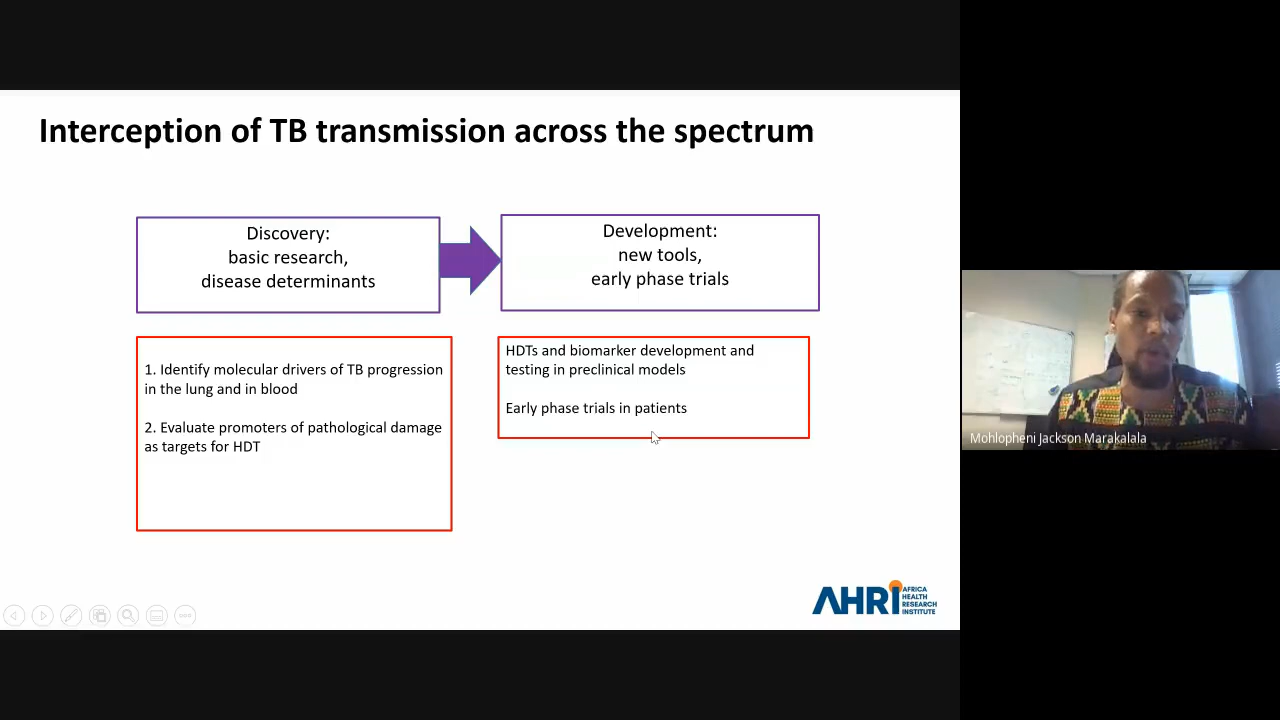 Interception of TB transmission across the spectrum
Discovery:
basic research,
disease determinants
Development:
new tools,
early phase trials
1. Identify molecular drivers of TB progression
in the lung and in blood
2. Evaluate promoters of pathological damage
as targets for HDT
HDTs and biomarker development and
testing in preclinical models
Early phase trials in patients
Mohlopheni Jackson Marakalala
AHRI
AFRICA
HEALTH
RESEARCH
INSTITUTE